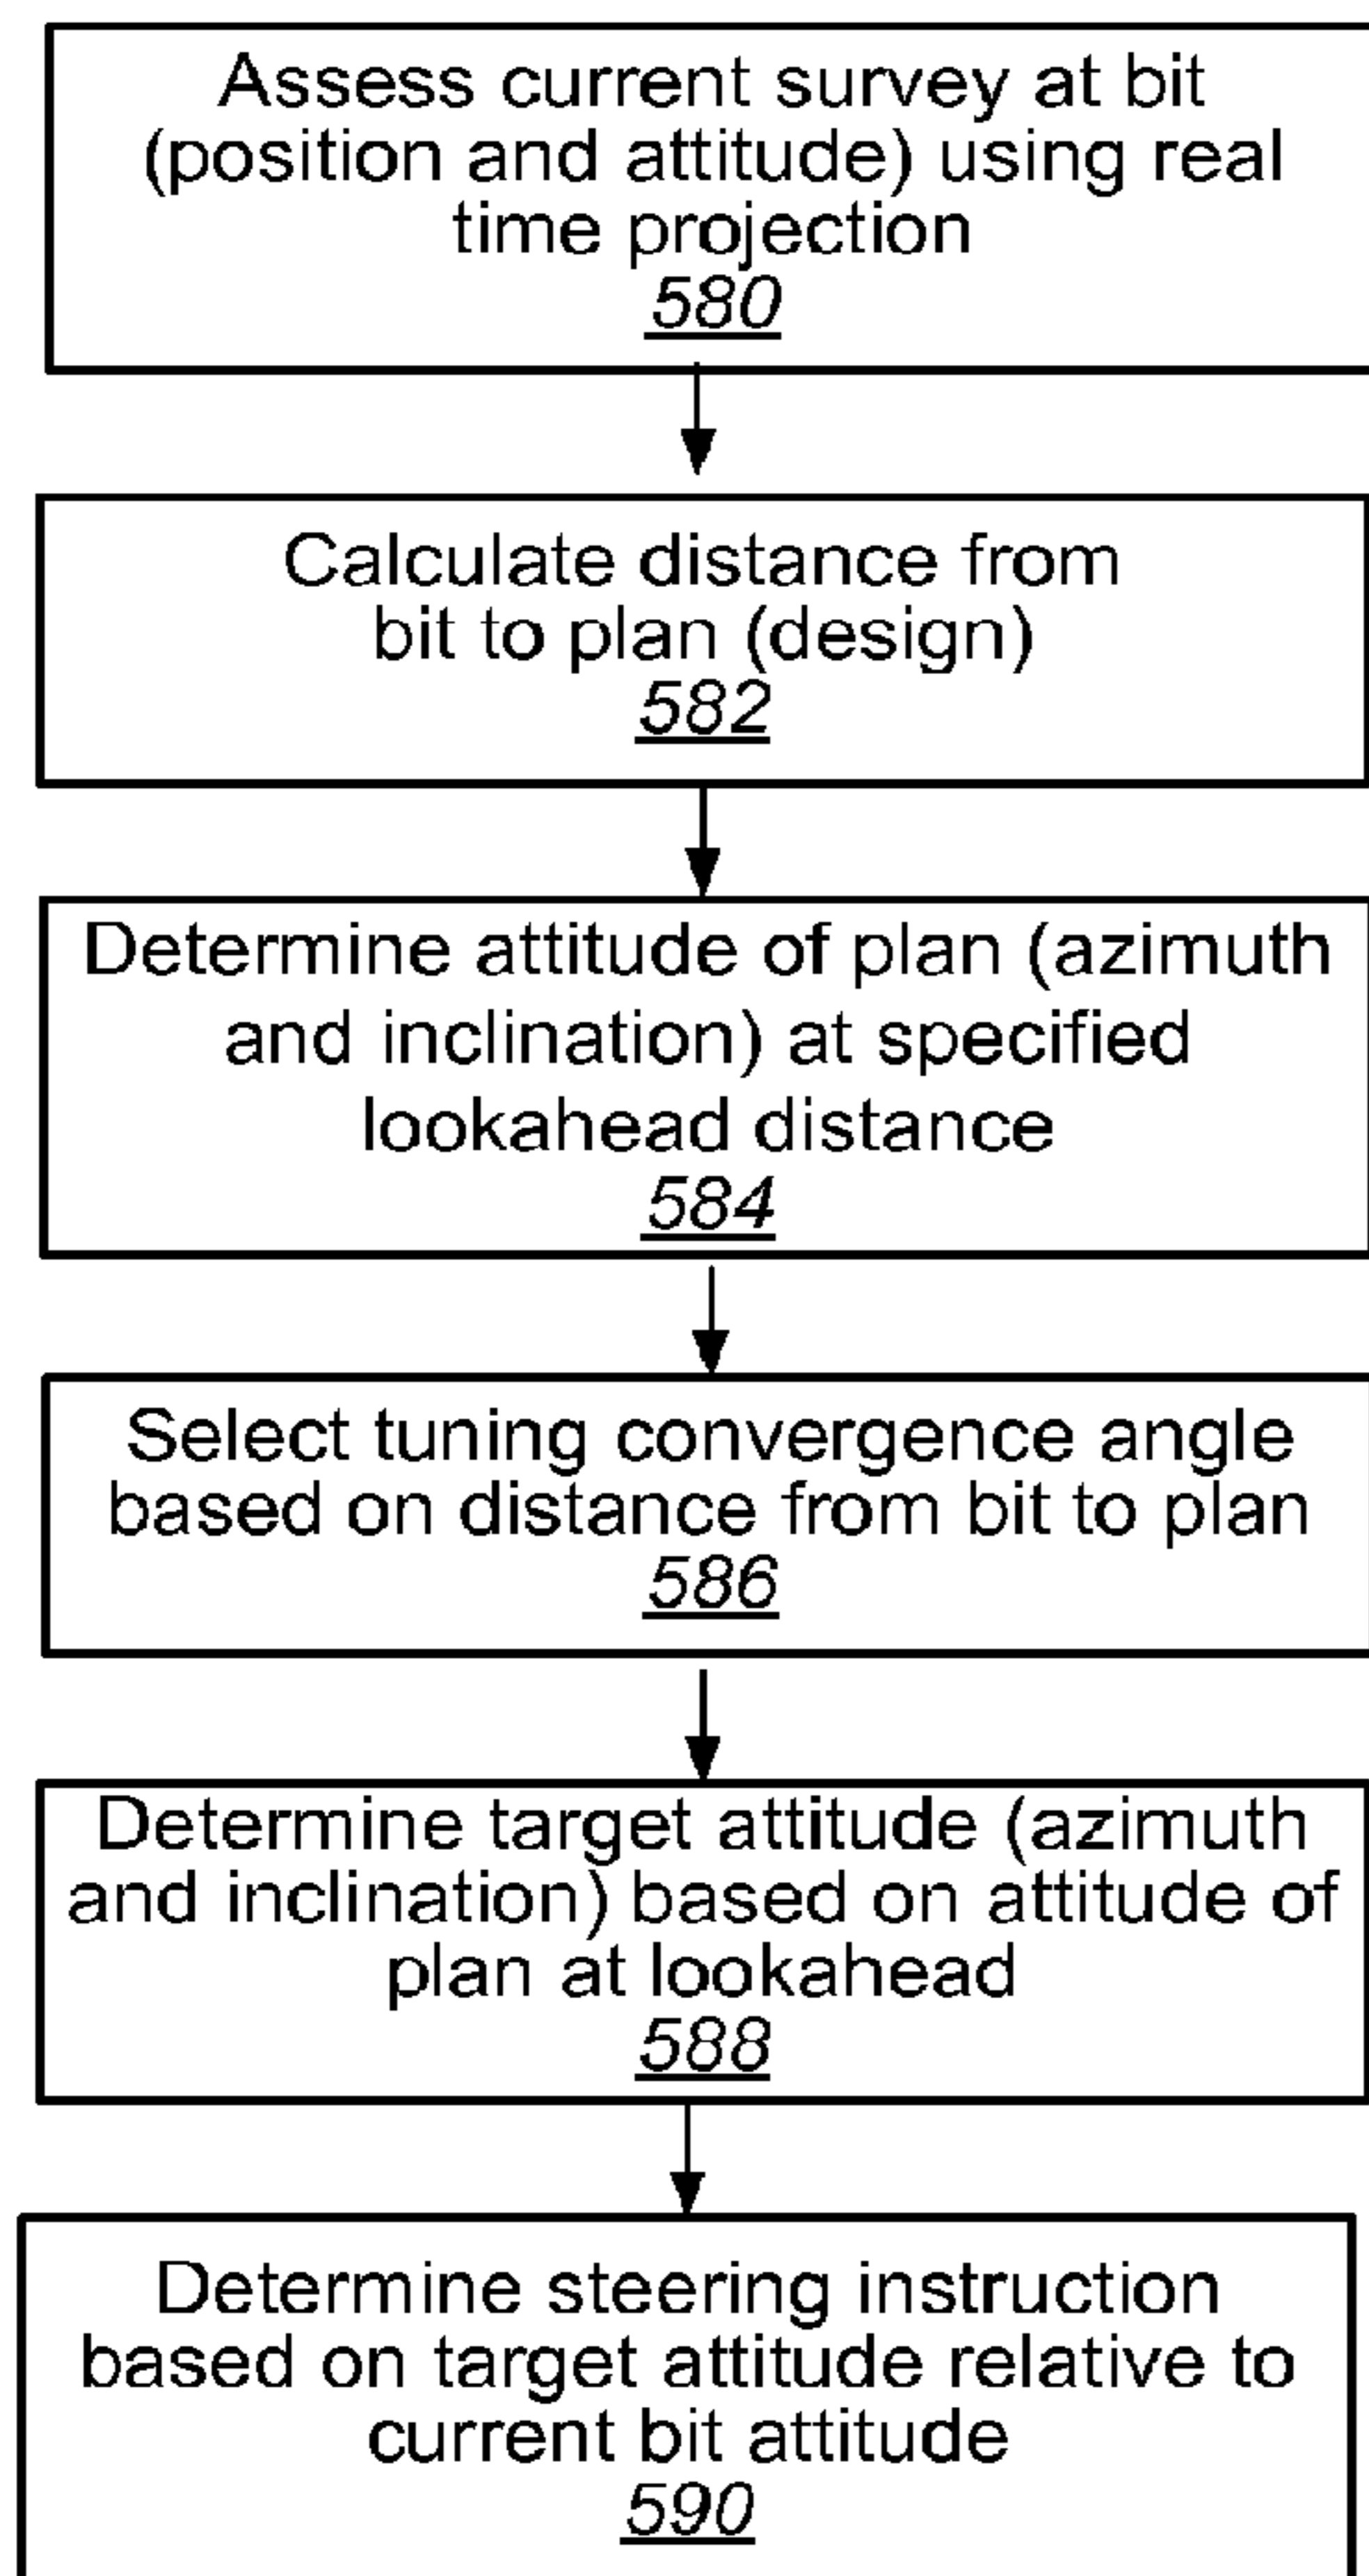 Assess current survey at bit
(position and attitude) using real
time projection
580
Calculate distance from
bit to plan (design)
582
Determine attitude of plan (azimuth
and inclination) at specified
lookahead distance
584
Select tuning convergence angle
based on distance from bit to plan
586
Determine target attitude (azimuth
and inclination) based on attitude of
plan at lookahead
588
Determine steering instruction
based on target attitude relative to
current bit attitude
590